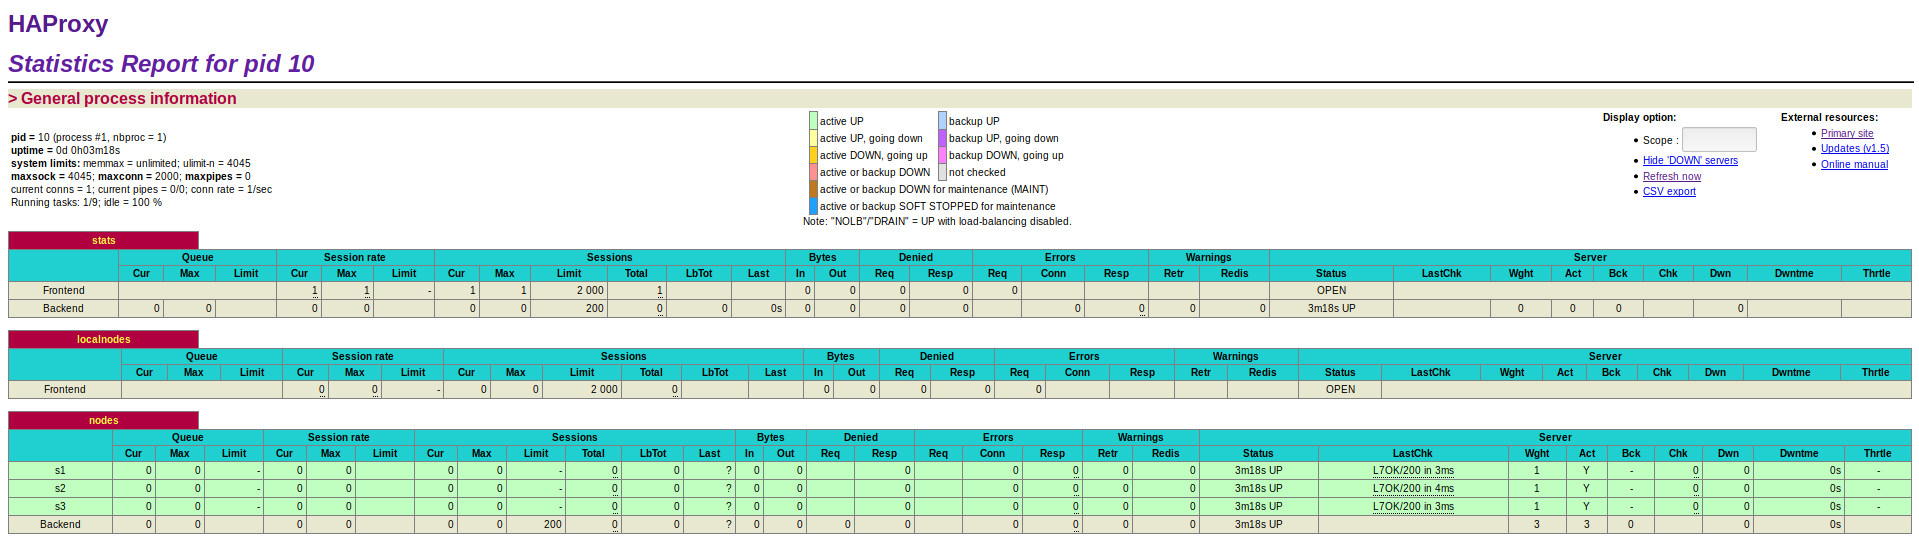 HAProxy
Statistics Report for pid 10
> General process information
pid = 10 (process #1, nbproc = 1)
uptime = 0d 0h03m18s
system limits: memmax = unlimited; ulimit-n = 4045
maxsock = 4045; maxconn = 2000; maxpipes = 0
current conns = 1; current pipes = 0/0; conn rate = 1/sec
Running tasks: 1/9; idle = 100 %
active UP backup UP
active UP, going down backup UP, going down
active DOWN, going up backup DOWN, going up
active or backup DOWN not checked
active or backup DOWN for maintenance (MAINT)
active or backup SOFT STOPPED for maintenance
Note: "NOLB"/"DRAIN" = UP with load-balancing disabled.
Display option:
• Scope :
• Hide 'DOWN' servers
• Refresh now
• CSV export
External resources:
• Primary site
• Updates (v1.5)
• Online manual
stats
Queue Session rate Sessions Bytes Denied Errors Warnings Server
Cur Max Limit Cur Max Limit Cur Max Limit Total LbTot Last In Out Req Resp Req Conn Resp Retr Redis Status LastChk Wght Act Bck Chk Dwn Dwntme Thrtle
Frontend 1 1 - 1 1 2 000 1 0 0 0 0 0 OPEN
Backend 0 0 0 0 0 0 200 0 0 0s 0 0 0 0 0 0 0 0 3m18s UP 0 0 0 0
localnodes
Queue Session rate Sessions Bytes Denied Errors Warnings Server
Cur Max Limit Cur Max Limit Cur Max Limit Total LbTot Last In Out Req Resp Req Conn Resp Retr Redis Status LastChk Wght Act Bck Chk Dwn Dwntme Thrtle
Frontend 0 0 - 0 0 2 000 0 0 0 0 0 0 OPEN
nodes
Queue Session rate Sessions Bytes Denied Errors Warnings Server
Cur Max Limit Cur Max Limit Cur Max Limit Total LbTot Last In Out Req Resp Req Conn Resp Retr Redis Status LastChk Wght Act Bck Chk Dwn Dwntme Thrtle
s1 0 0 - 0 0 0 0 - 0 0 ? 0 0 0 0 0 0 0 3m18s UP L7OK/200 in 3ms 1 Y - 0 0 0s -
s2 0 0 - 0 0 0 0 - 0 0 ? 0 0 0 0 0 0 0 3m18s UP L7OK/200 in 4ms 1 Y - 0 0 0s -
s3 0 0 - 0 0 0 0 - 0 0 ? 0 0 0 0 0 0 0 3m18s UP L7OK/200 in 3ms 1 Y - 0 0 0s -
Backend 0 0 0 0 0 0 200 0 0 ? 0 0 0 0 0 0 0 0 3m18s UP 3 3 0 0 0s